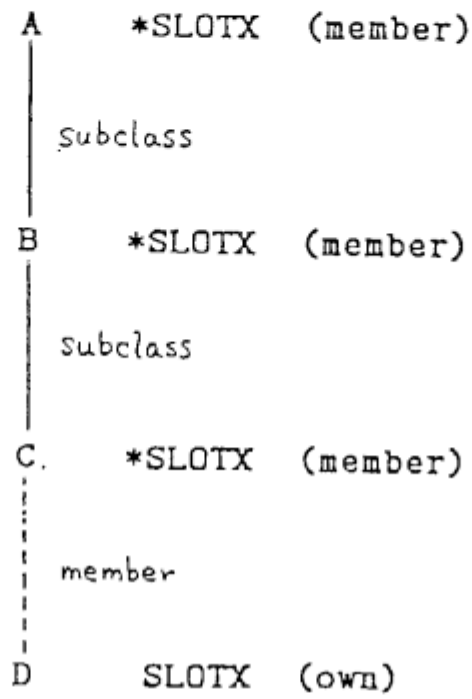 A *SLOTX (member)
subclass
B *SLOTX (member)
subclass
C. *SLOTX (member)
member
D SLOTX (own)